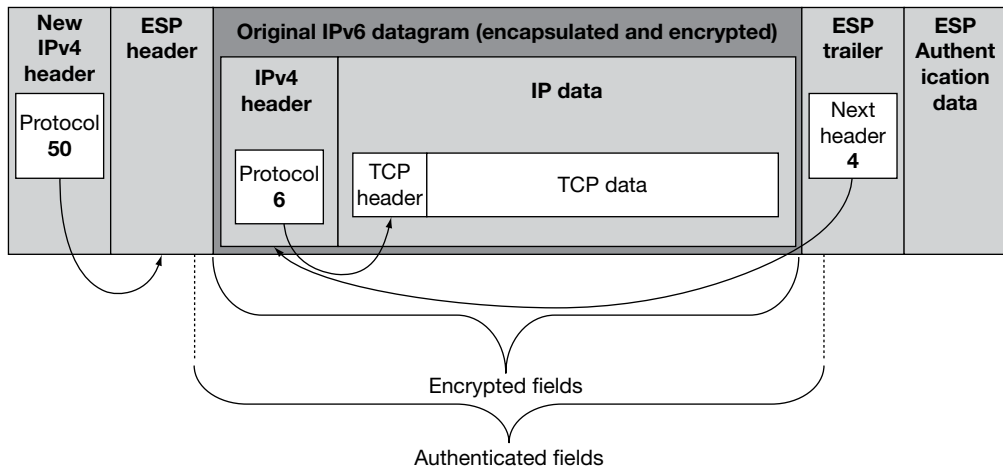 New
IPv4
header
Protocol
50
ESP
header
Original IPv6 datagram (encapsulated and encrypted)
IPv4
header
Protocol
6
IP data
TCP
header
TCP data
ESP
trailer
Next
header
4
ESP
Authent
ication
data
Encrypted fields
Authenticated fields